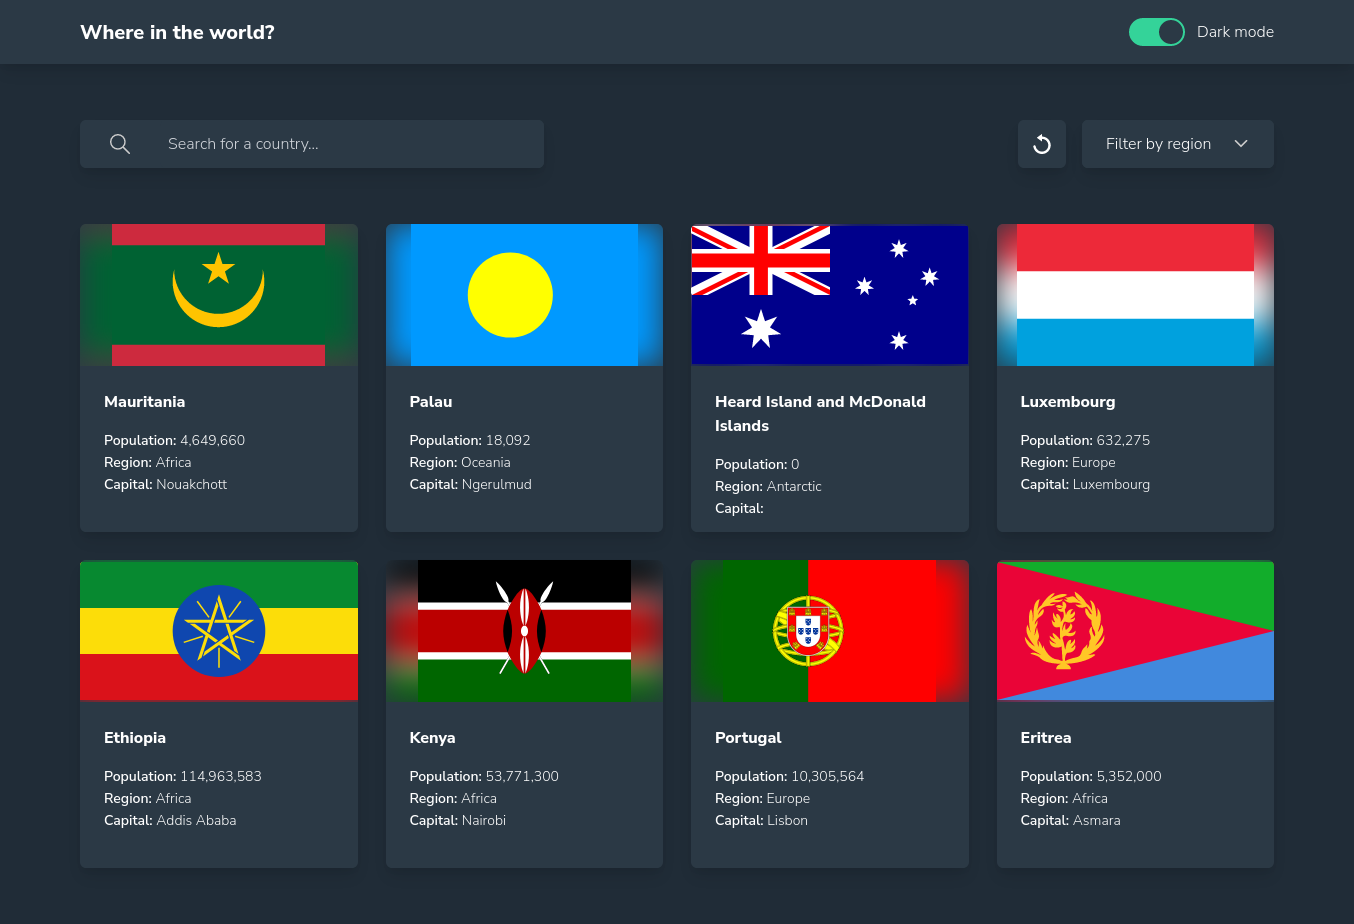 Where in the world?
Dark mode
Search for a country...
Filter by region
Mauritania
Population: 4,649,660
Region: Africa
Capital: Nouakchott
Palau
Population: 18,092
Region: Oceania
Capital: Ngerulmud
Heard Island and McDonald
Islands
Population: 0
Region: Antarctic
Capital:
Luxembourg
Population: 632,275
Region: Europe
Capital: Luxembourg
Ethiopia
Population: 114,963,583
Region: Africa
Capital: Addis Ababa
Kenya
Population: 53,771,300
Region: Africa
Capital: Nairobi
Portugal
Population: 10,305,564
Region: Europe
Capital: Lisbon
Eritrea
Population: 5,352,000
Region: Africa
Capital: Asmara